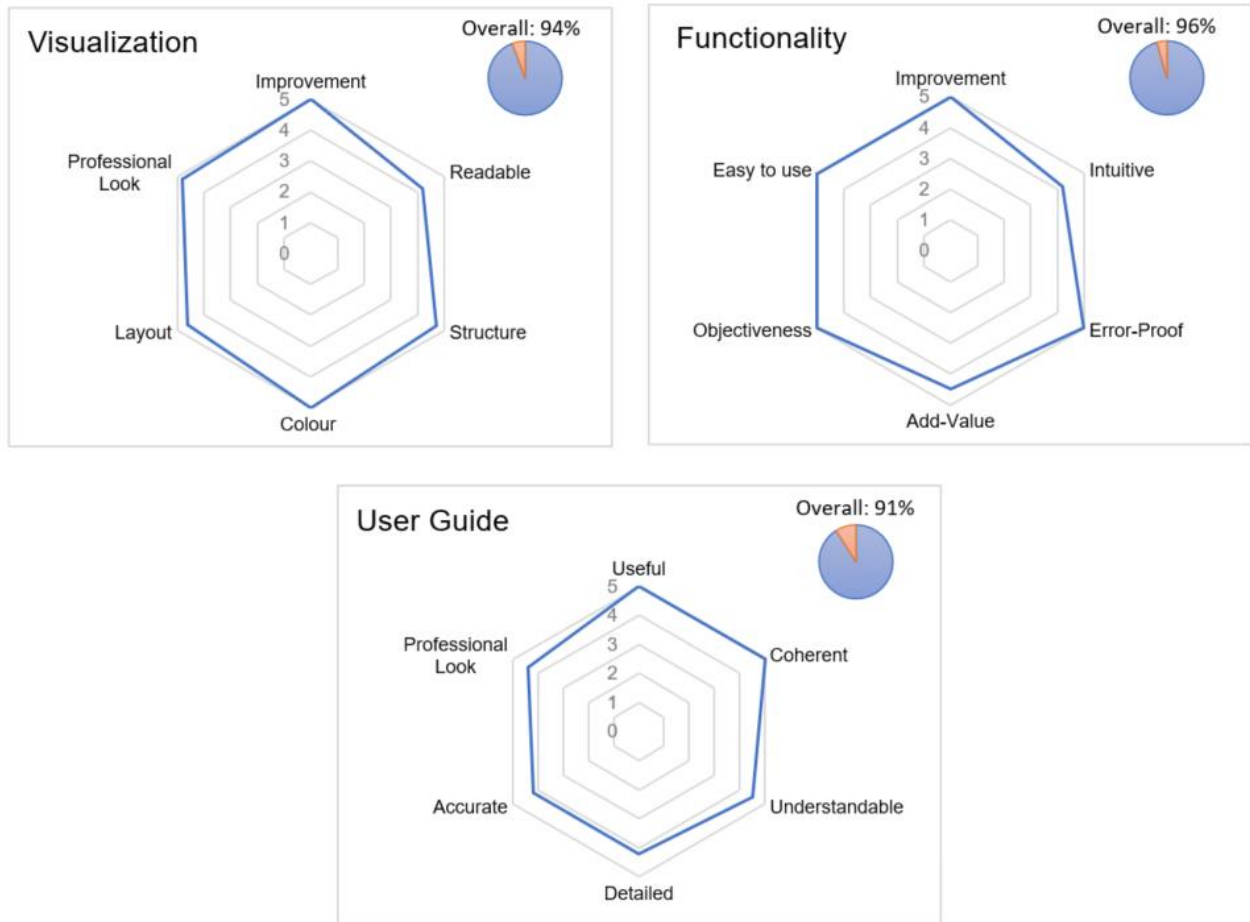 Visualization
Overall: 94%
Improvement
5
4
3
2
1
0
Professional
Look
Readable
Layout
Structure
Colour
Functionality
Overall: 96%
Improvement
5
4
3
2
1
0
Easy to use
Intuitive
Objectiveness
Error-Proof
Add-Value
User Guide
Overall: 91%
Useful
5
4
3
2
1
0
Professional
Look
Coherent
Accurate
Understandable
Detailed